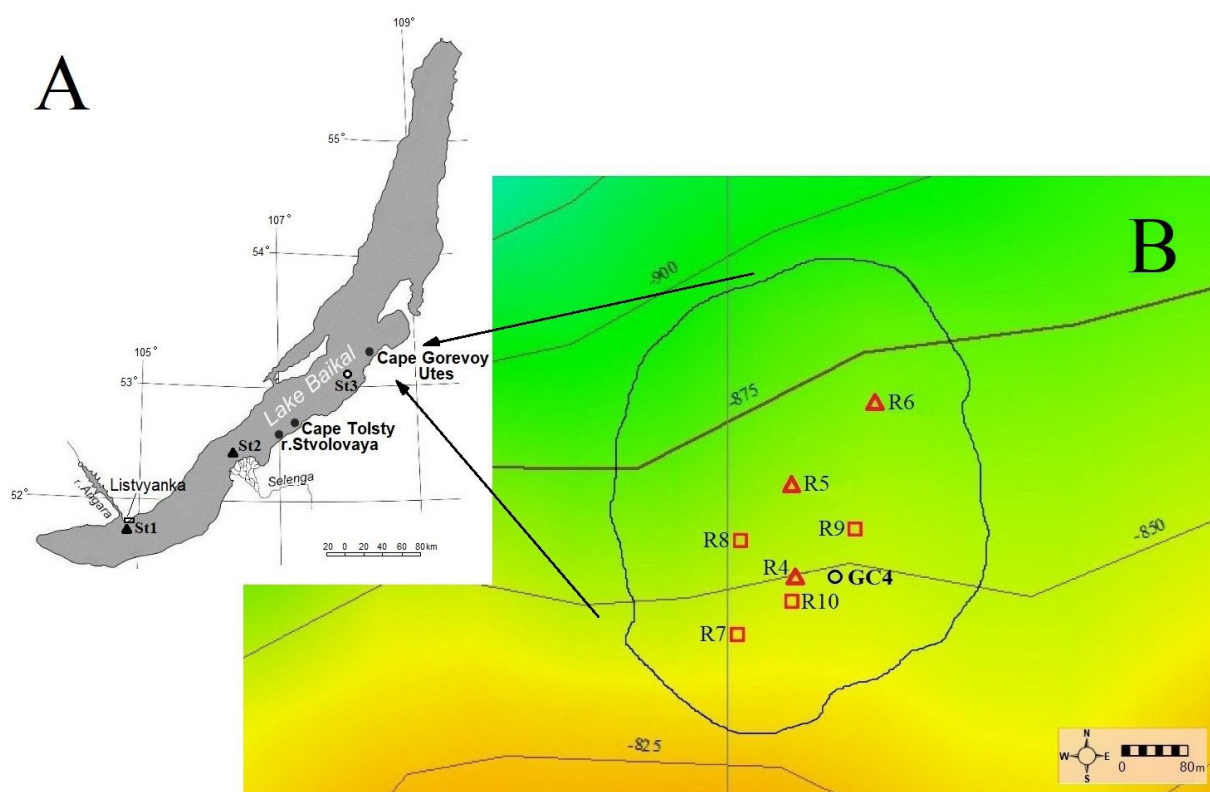 A
109°
55°
107°
54°
105°
53°
Lake Baikal
St3
Cape Gorevoy
Utes
Cape Tolsty
r.Stvolovaya
St2
Selenga
52°
r.Angara
Listvyanka
St1
20 0 20 40 60 80km
B
-900
-875
R6
R5
R9
R8
-850
R4
GC4
R10
R7
-825
N
W E
S
0 80m